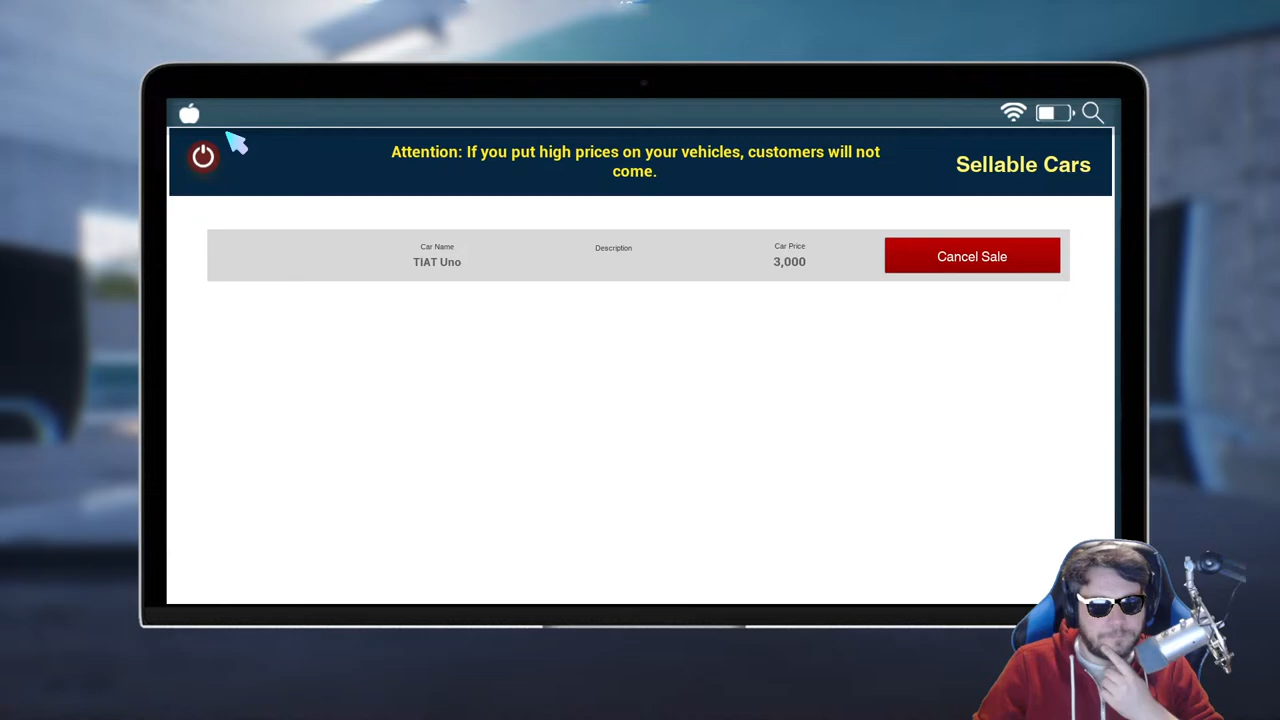 Attention: If you put high prices on your vehicles, customers will not
come.
Sellable Cars
Car Name
TIAT Uno
Description
Car Price
3,000
Cancel Sale